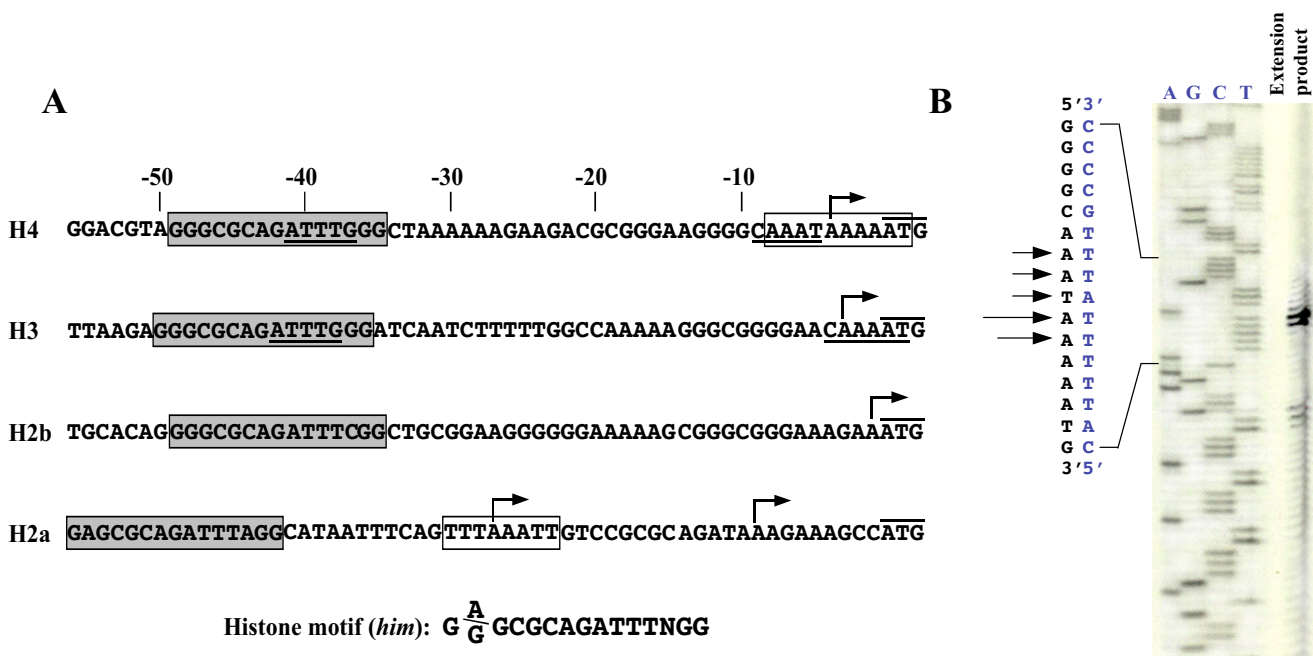 A
B
-50 -40 -30 -20 -10
H4 GGACGTAGGGCGCAGATTTGGGCTAAAAAAGAAGACGCGGGAAGGGGCAAATAAAAATG
H3 TTAAGAGGGCGCAGATTTGGGATCAATCTTTTTGGCCAAAAAGGGCGGGGAACAAAATG
H2b TGCACAGGGGCGCAGATTTCGGCTGCGGAAGGGGGGAAAAAGCGGGCGGGAAAGAAATG
H2a GAGCGCAGATTTAGGCATAATTTCAGTTTAAATTGTCCGCGCAGATAAAGAAAGCCATG
Histone motif (him): G A/G GCGCAGATTTNGG
5′3′
G C
G C
G C
G C
C G
A T
A T
A T
T A
A T
A T
A T
A T
A T
T A
G C
3′5′
A G C T
Extension
product